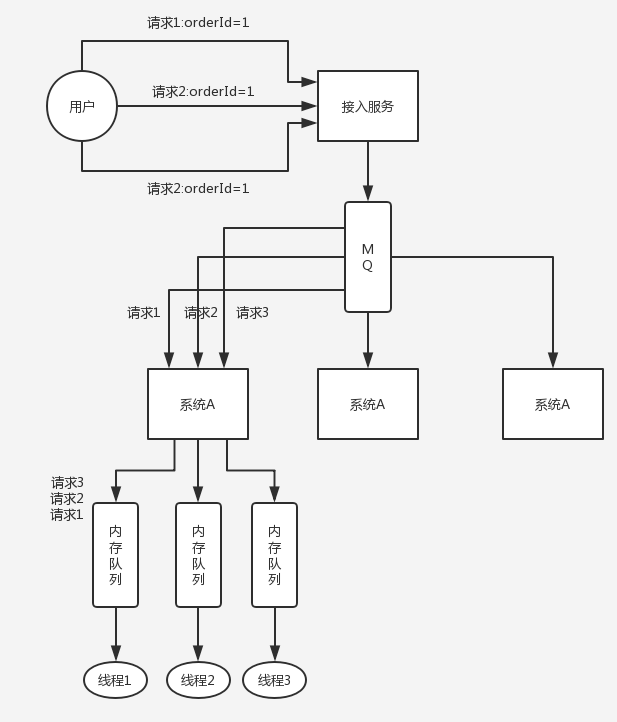 请求1:orderId=1
请求2:orderId=1
用户
接入服务
请求2:orderId=1
M
Q
请求1
请求2
请求3
系统A
系统A
系统A
请求3
请求2
请求1
内
存
队
列
内
存
队
列
内
存
队
列
线程1
线程2
线程3